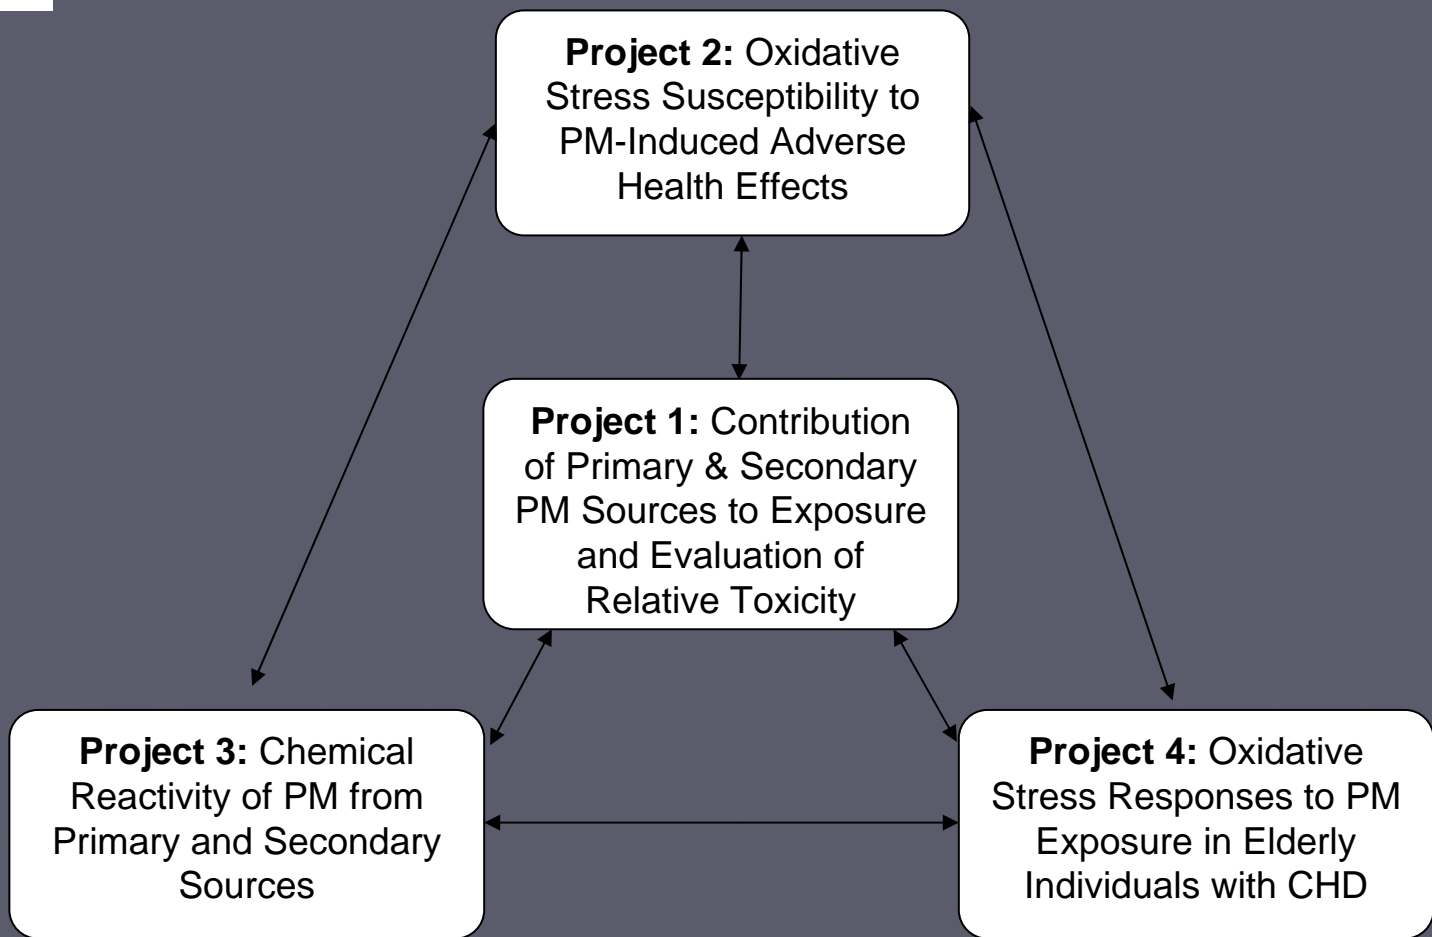 Project 2: Oxidative
Stress Susceptibility to
PM-Induced Adverse
Health Effects
Project 1: Contribution
of Primary & Secondary
PM Sources to Exposure
and Evaluation of
Relative Toxicity
Project 3: Chemical
Reactivity of PM from
Primary and Secondary
Sources
Project 4: Oxidative
Stress Responses to PM
Exposure in Elderly
Individuals with CHD